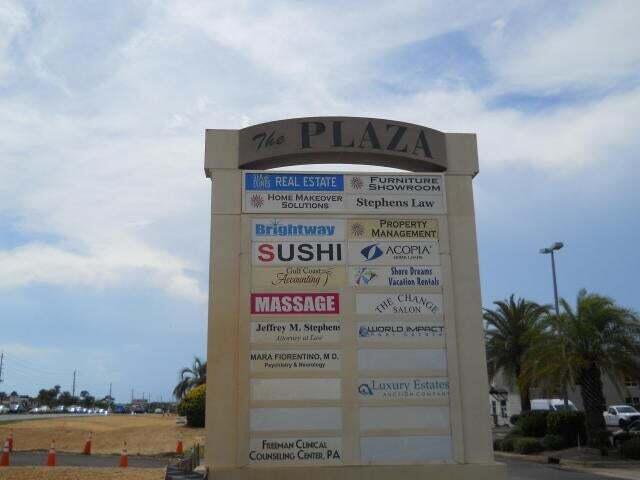 The PLAZA
REAL ESTATE
FURNITURE
SHOWROOM
HOME MAKEOVER
SOLUTIONS
Stephens Law
Brightway
PROPERTY
MANAGEMENT
SUSHI
ACOPIA
HOME LOANS
Gulf Coast
Accounting
Shore Dreams
Vacation Rentals
MASSAGE
THE CHANGE
SALON
Jeffrey M. Stephens
Attorney at Law
WORLD IMPACT
MARA FIORENTINO, M D.
Psychiatry & Neurology
Luxury Estates
AUCTION COMPANY
FREEMAN CLINICAL
COUNSELING CENTER, PA